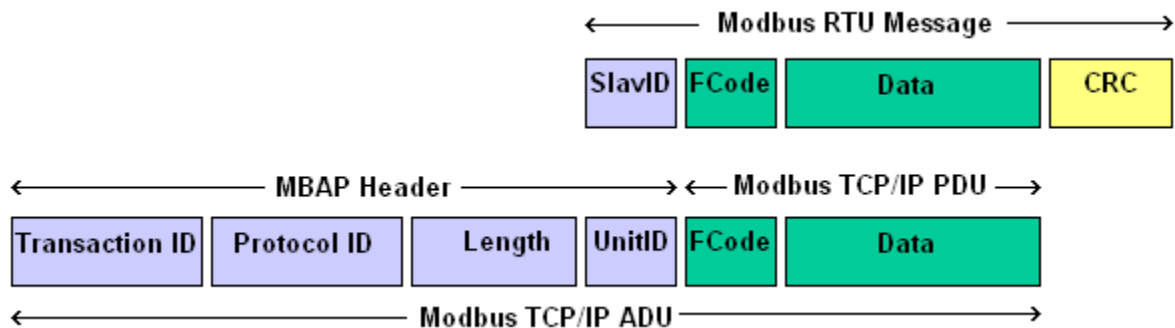 Modbus RTU Message
SlavID FCode Data CRC
MBAP Header Modbus TCP/IP PDU
Transaction ID Protocol ID Length UnitID FCode Data
Modbus TCP/IP ADU